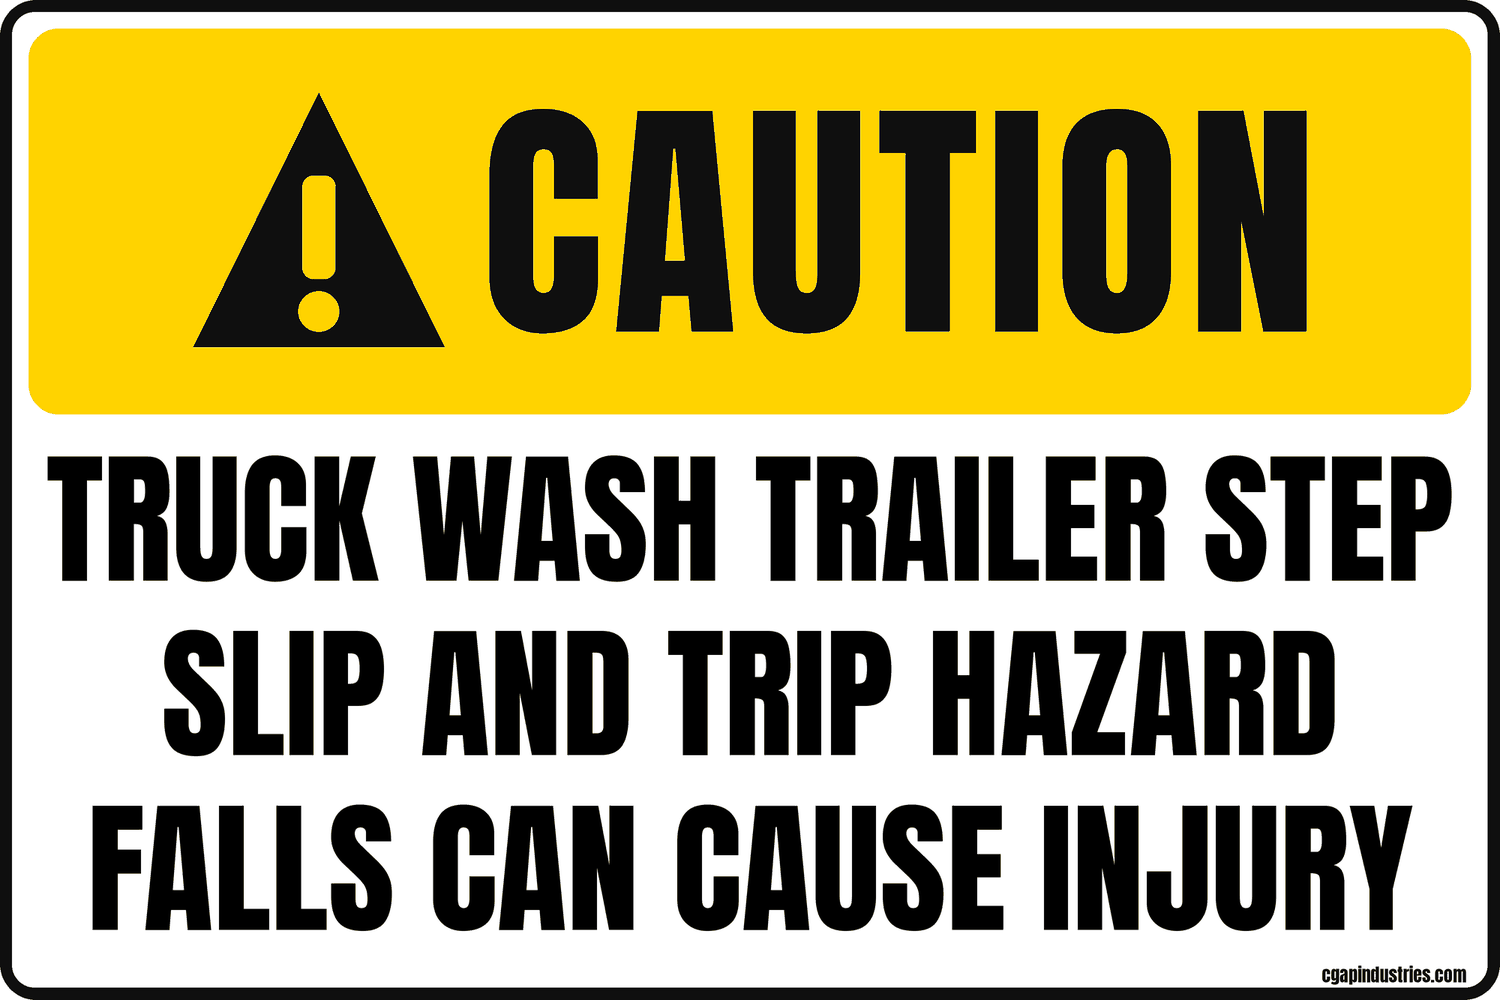 CAUTION
TRUCK WASH TRAILER STEP
SLIP AND TRIP HAZARD
FALLS CAN CAUSE INJURY
cgapindustries.com